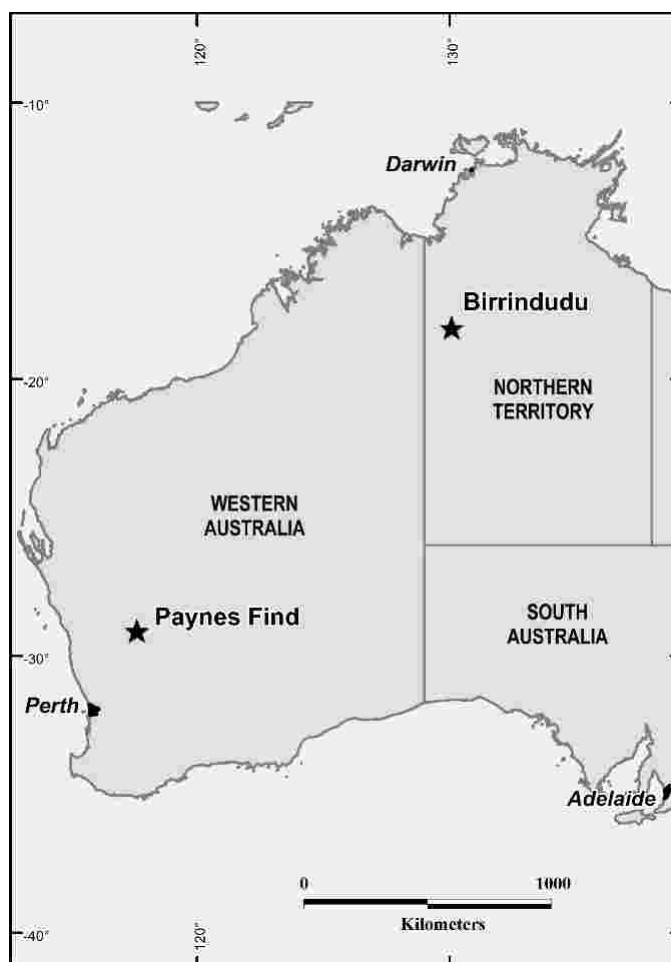 120°
130°
-10°
Darwin
Birrindudu
-20°
NORTHERN
TERRITORY
WESTERN
AUSTRALIA
Paynes Find
SOUTH
AUSTRALIA
-30°
Perth
Adelaide
0
1000
Kilometers
-40°
120°
130°